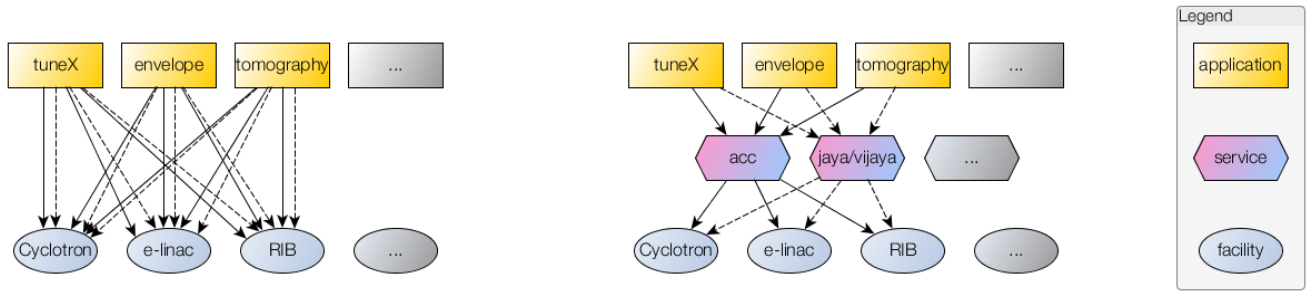 Legend
tuneX envelope tomography ...
tuneX envelope tomography ...
application
acc jaya/vijaya ...
service
Cyclotron e-linac RIB ...
Cyclotron e-linac RIB ...
facility